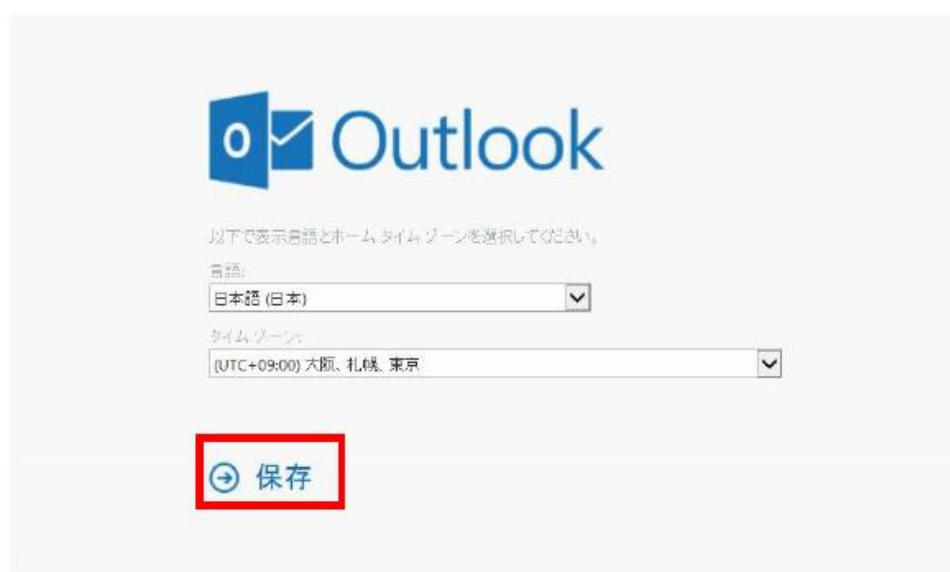 Outlook
以下で表示言語とホーム タイム ゾーンを選択してください。
言語:
日本語 (日本)
タイム ゾーン:
(UTC+09:00) 大阪、札幌、東京
保存